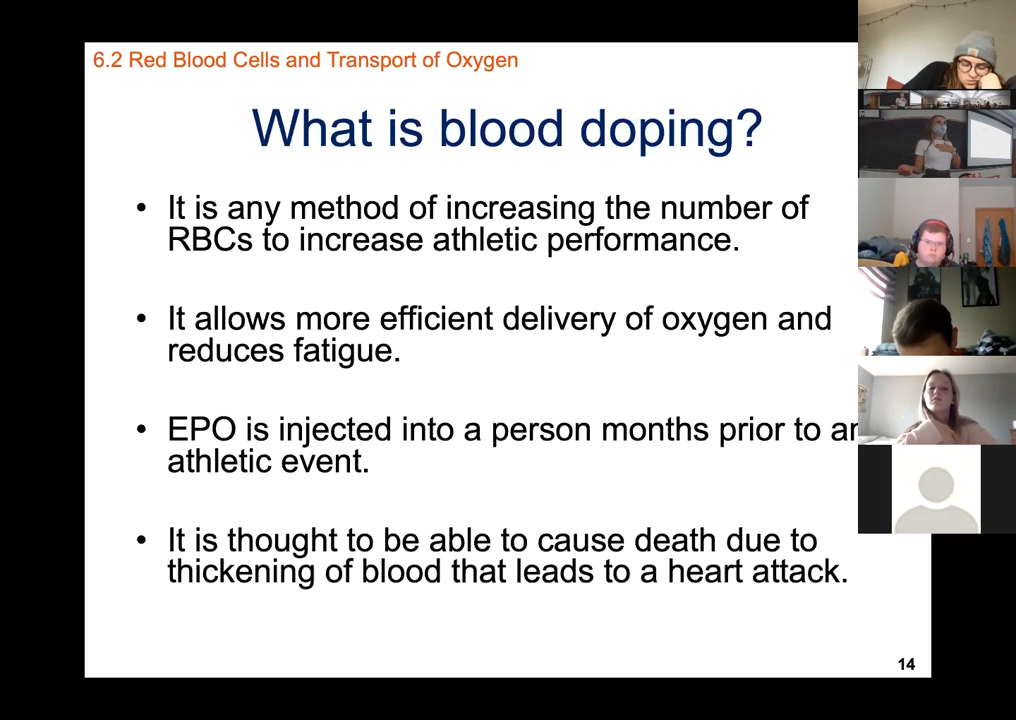 6.2 Red Blood Cells and Transport of Oxygen
What is blood doping?
• It is any method of increasing the number of
RBCs to increase athletic performance.
• It allows more efficient delivery of oxygen and
reduces fatigue.
• EPO is injected into a person months prior to
athletic event.
• It is thought to be able to cause death due to
thickening of blood that leads to a heart attack.
14